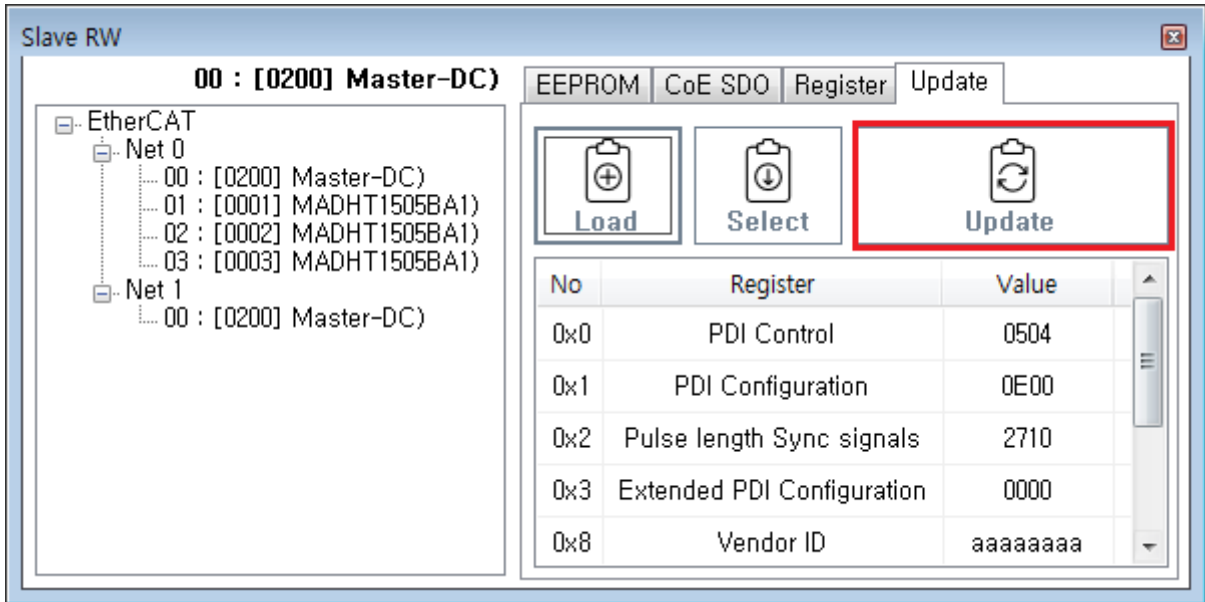 Slave RW
00 : [0200] Master-DC)
EtherCAT
Net 0
00 : [0200] Master-DC)
01 : [0001] MADHT1505BA1)
02 : [0002] MADHT1505BA1)
03 : [0003] MADHT1505BA1)
Net 1
00 : [0200] Master-DC)
EEPROM CoE SDO Register Update
Load Select Update
No Register Value
0x0 PDI Control 0504
0x1 PDI Configuration 0E00
0x2 Pulse length Sync signals 2710
0x3 Extended PDI Configuration 0000
0x8 Vendor ID aaaaaaaa